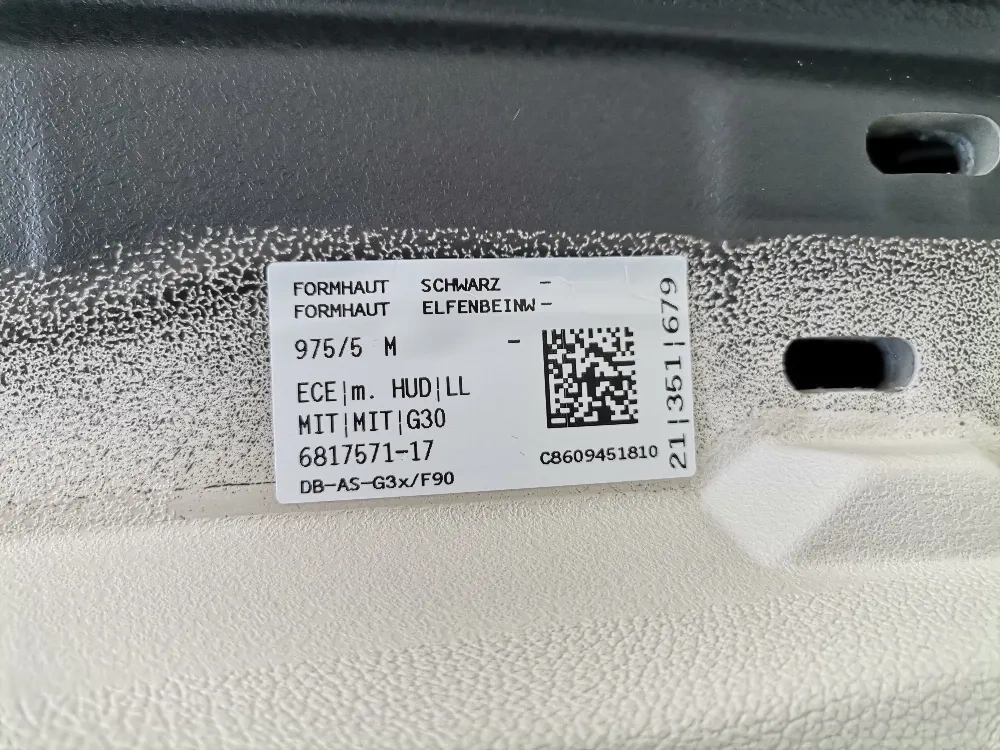 FORMHAUT SCHWARZ -
FORMHAUT ELFENBEINW -
975/5 M -
ECE|m. HUD|LL
MIT|MIT|G30
6817571-17
DB-AS-G3x/F90
C8609451810
21|351|679